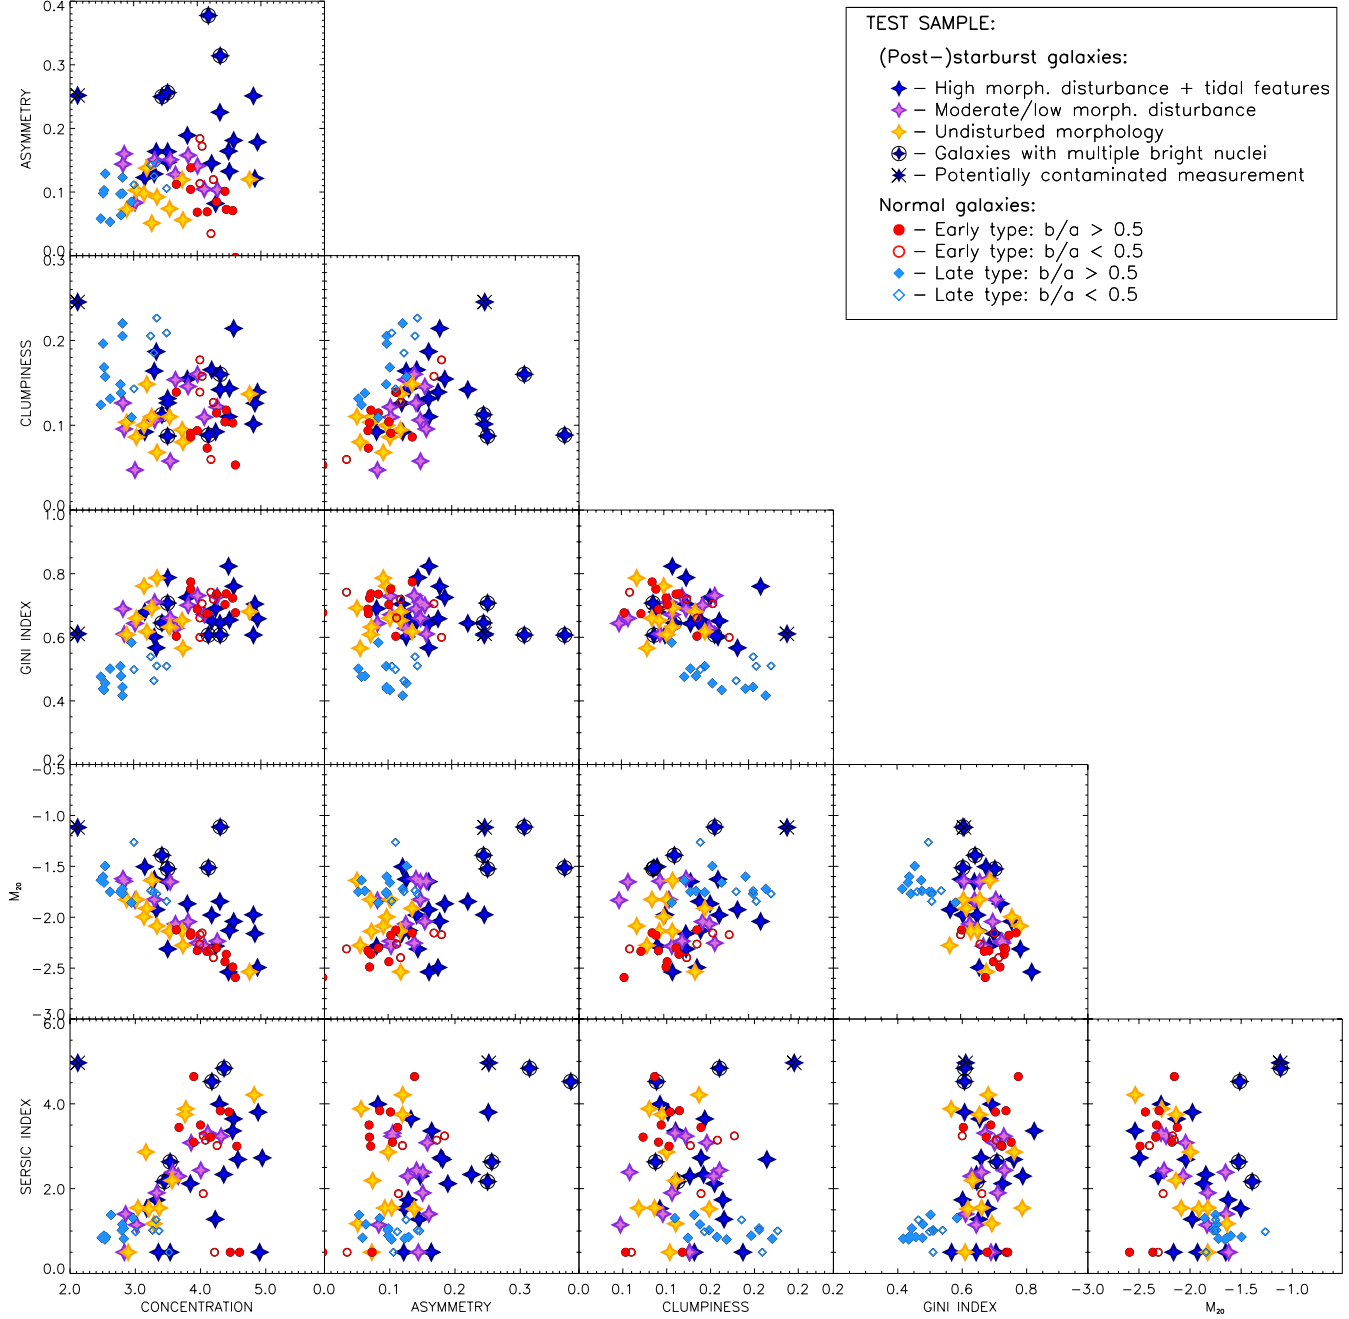 TEST SAMPLE:
(Post-)starburst galaxies:
– High morph. disturbance + tidal features
– Moderate/low morph. disturbance
– Undisturbed morphology
– Galaxies with multiple bright nuclei
– Potentially contaminated measurement
Normal galaxies:
– Early type: b/a > 0.5
– Early type: b/a < 0.5
– Late type: b/a > 0.5
– Late type: b/a < 0.5
0.4
0.3
0.2
0.1
0.0
ASYMMETRY
0.3
0.2
0.1
0.0
CLUMPINESS
1.0
0.8
0.6
0.4
0.2
GINI INDEX
−0.5
−1.0
−1.5
−2.0
−2.5
−3.0
M₂₀
6.0
4.0
2.0
0.0
SERSIC INDEX
2.0 3.0 4.0 5.0 0.0 0.1 0.2 0.3 0.0 0.1 0.1 0.2 0.2 0.2 0.4 0.6 0.8 −3.0 −2.5 −2.0 −1.5 −1.0
CONCENTRATION ASYMMETRY CLUMPINESS GINI INDEX M₂₀